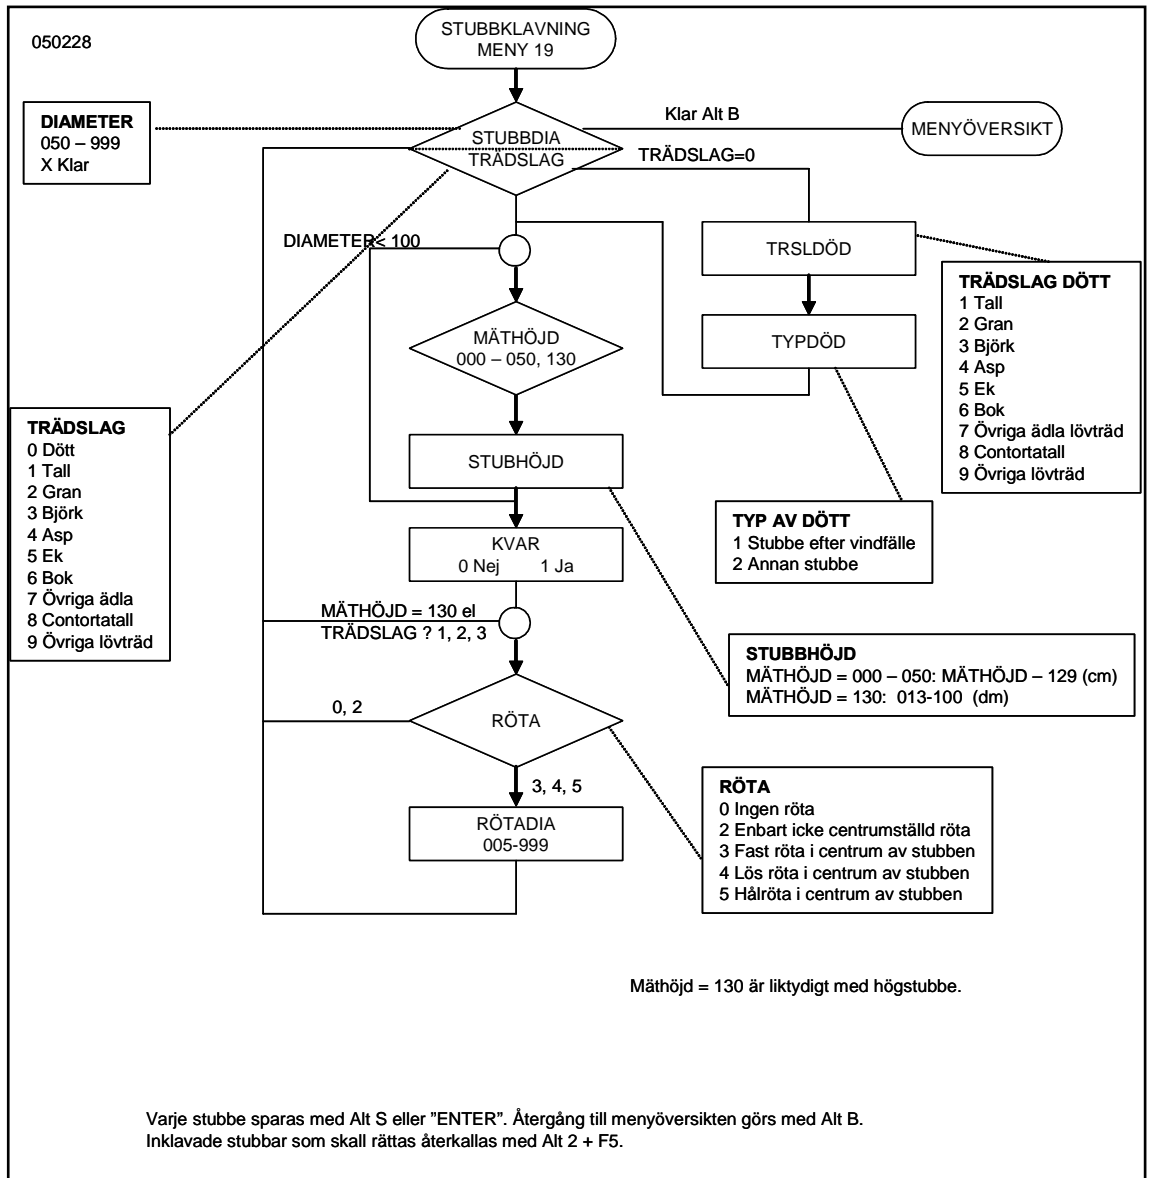 050228
STUBBKLAVNING
MENY 19
DIAMETER
050 – 999
X Klar
STUBBDIA
TRÄDSLAG
Klar Alt B
MENYÖVERSIKT
TRÄDSLAG=0
DIAMETER< 100
TRSLDÖD
TRÄDSLAG DÖTT
1 Tall
2 Gran
3 Björk
4 Asp
5 Ek
6 Bok
7 Övriga ädla lövträd
8 Contortatall
9 Övriga lövträd
MÄTHÖJD
000 – 050, 130
TYPDÖD
TRÄDSLAG
0 Dött
1 Tall
2 Gran
3 Björk
4 Asp
5 Ek
6 Bok
7 Övriga ädla
8 Contortatall
9 Övriga lövträd
STUBHÖJD
TYP AV DÖTT
1 Stubbe efter vindfälle
2 Annan stubbe
KVAR
0 Nej 1 Ja
MÄTHÖJD = 130 el
TRÄDSLAG ? 1, 2, 3
STUBBHÖJD
MÄTHÖJD = 000 – 050: MÄTHÖJD – 129 (cm)
MÄTHÖJD = 130: 013-100 (dm)
0, 2
RÖTA
3, 4, 5
RÖTADIA
005-999
RÖTA
0 Ingen röta
2 Enbart icke centrumställd röta
3 Fast röta i centrum av stubben
4 Lös röta i centrum av stubben
5 Hålröta i centrum av stubben
Mäthöjd = 130 är liktydigt med högstubbe.
Varje stubbe sparas med Alt S eller ”ENTER”. Återgång till menyöversikten görs med Alt B.
Inklavade stubbar som skall rättas återkallas med Alt 2 + F5.